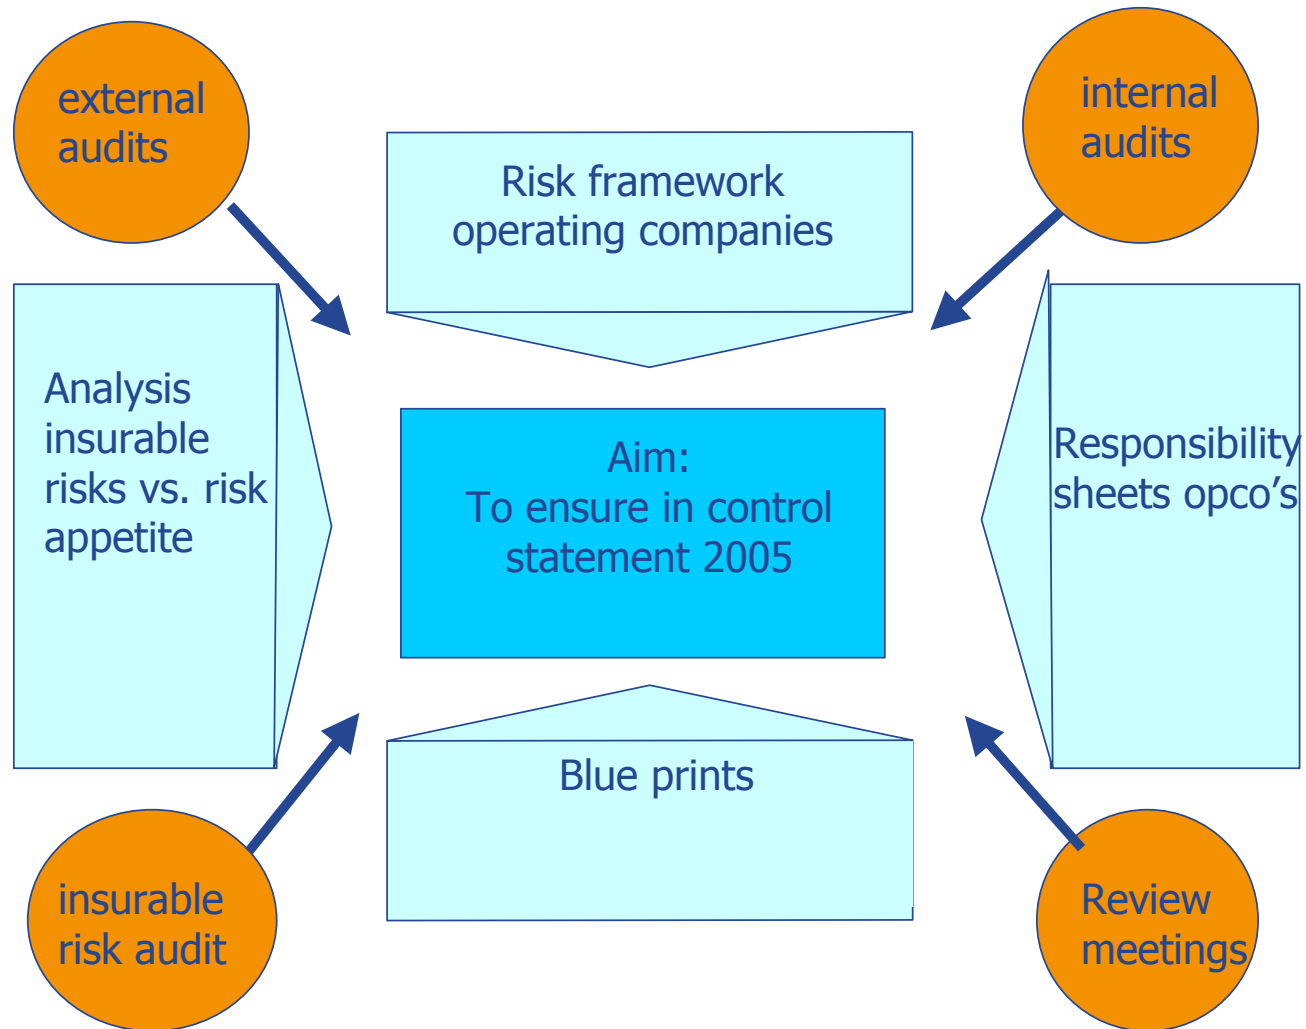 external
audits
internal
audits
Risk framework
operating companies
Analysis
insurable
risks vs. risk
appetite
Aim:
To ensure in control
statement 2005
Responsibility
sheets opco’s
Blue prints
insurable
risk audit
Review
meetings